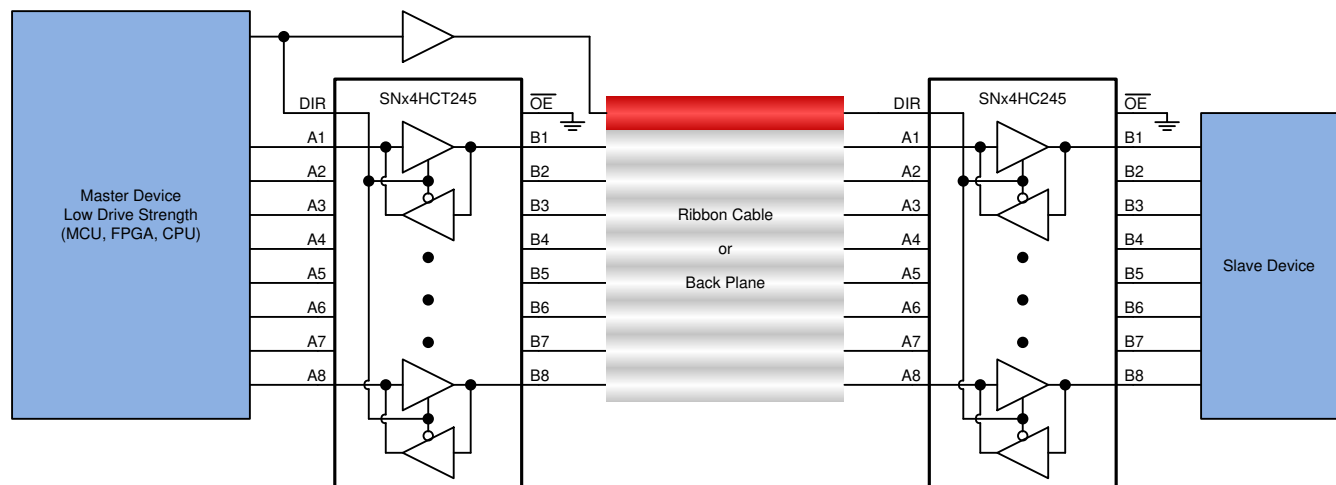 Master Device
Low Drive Strength
(MCU, FPGA, CPU)
DIR
A1
A2
A3
A4
A5
A6
A7
A8
SNx4HCT245
OE
B1
B2
B3
B4
B5
B6
B7
B8
Ribbon Cable
or
Back Plane
DIR
A1
A2
A3
A4
A5
A6
A7
A8
SNx4HC245
OE
B1
B2
B3
B4
B5
B6
B7
B8
Slave Device